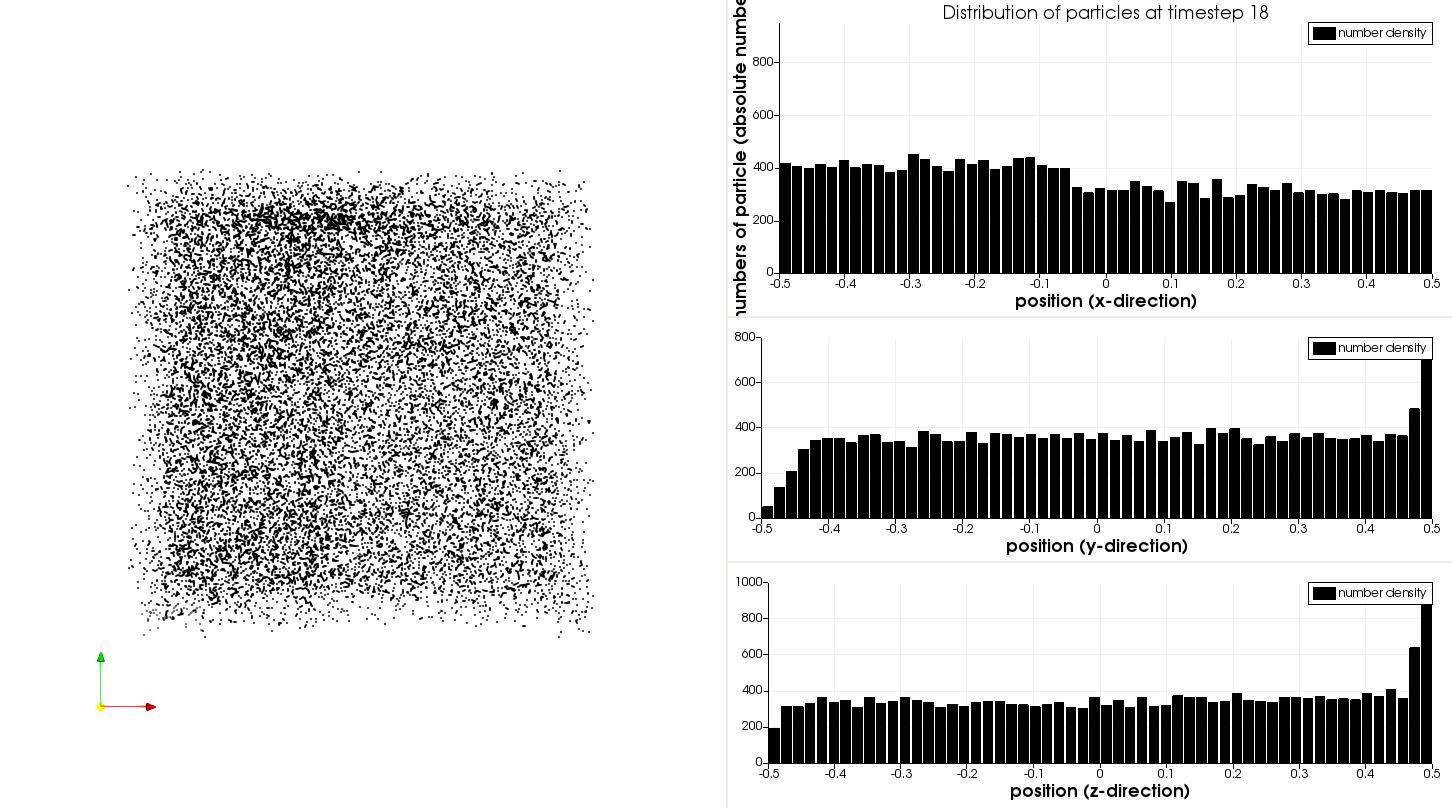 Distribution of particles at timestep 18
numbers of particle (absolute numbe
number density
800
600
400
200
0
-0.5 -0.4 -0.3 -0.2 -0.1 0 0.1 0.2 0.3 0.4 0.5
position (x-direction)
number density
800
600
400
200
0
-0.5 -0.4 -0.3 -0.2 -0.1 0 0.1 0.2 0.3 0.4 0.5
position (y-direction)
number density
1000
800
600
400
200
0
-0.5 -0.4 -0.3 -0.2 -0.1 0 0.1 0.2 0.3 0.4 0.5
position (z-direction)